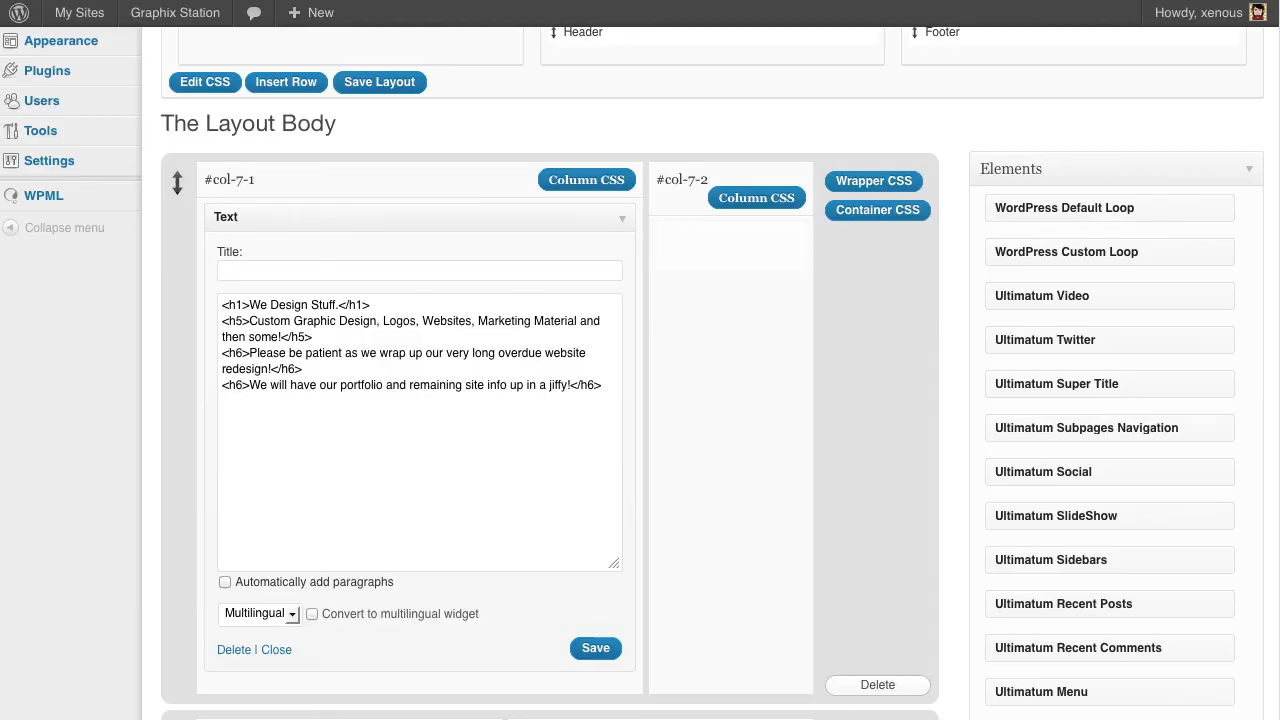 My Sites
Graphix Station
New
Howdy, xenous
Appearance
Plugins
Users
Tools
Settings
WPML
Collapse menu
Header
Footer
Edit CSS
Insert Row
Save Layout
The Layout Body
#col-7-1
Column CSS
#col-7-2
Column CSS
Wrapper CSS
Container CSS
Text
Title:
<h1>We Design Stuff.</h1>
<h5>Custom Graphic Design, Logos, Websites, Marketing Material and
then some!</h5>
<h6>Please be patient as we wrap up our very long overdue website
redesign!</h6>
<h6>We will have our portfolio and remaining site info up in a jiffy!</h6>
Automatically add paragraphs
Multilingual
Convert to multilingual widget
Delete | Close
Save
Delete
Elements
WordPress Default Loop
WordPress Custom Loop
Ultimatum Video
Ultimatum Twitter
Ultimatum Super Title
Ultimatum Subpages Navigation
Ultimatum Social
Ultimatum SlideShow
Ultimatum Sidebars
Ultimatum Recent Posts
Ultimatum Recent Comments
Ultimatum Menu